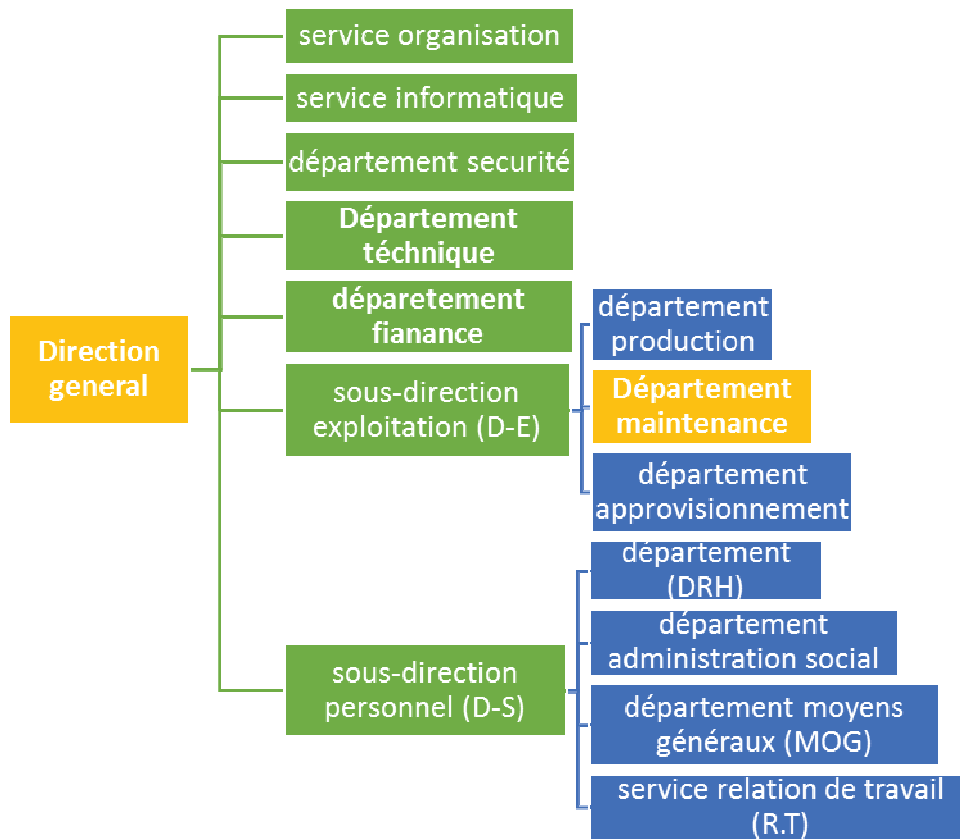 service organisation
service informatique
département securité
Département
téchnique
déparetement
fianance
Direction
general
sous-direction
exploitation (D-E)
département
production
Département
maintenance
département
approvisionnement
sous-direction
personnel (D-S)
département
(DRH)
département
administration social
département moyens
généraux (MOG)
service relation de travail
(R.T)